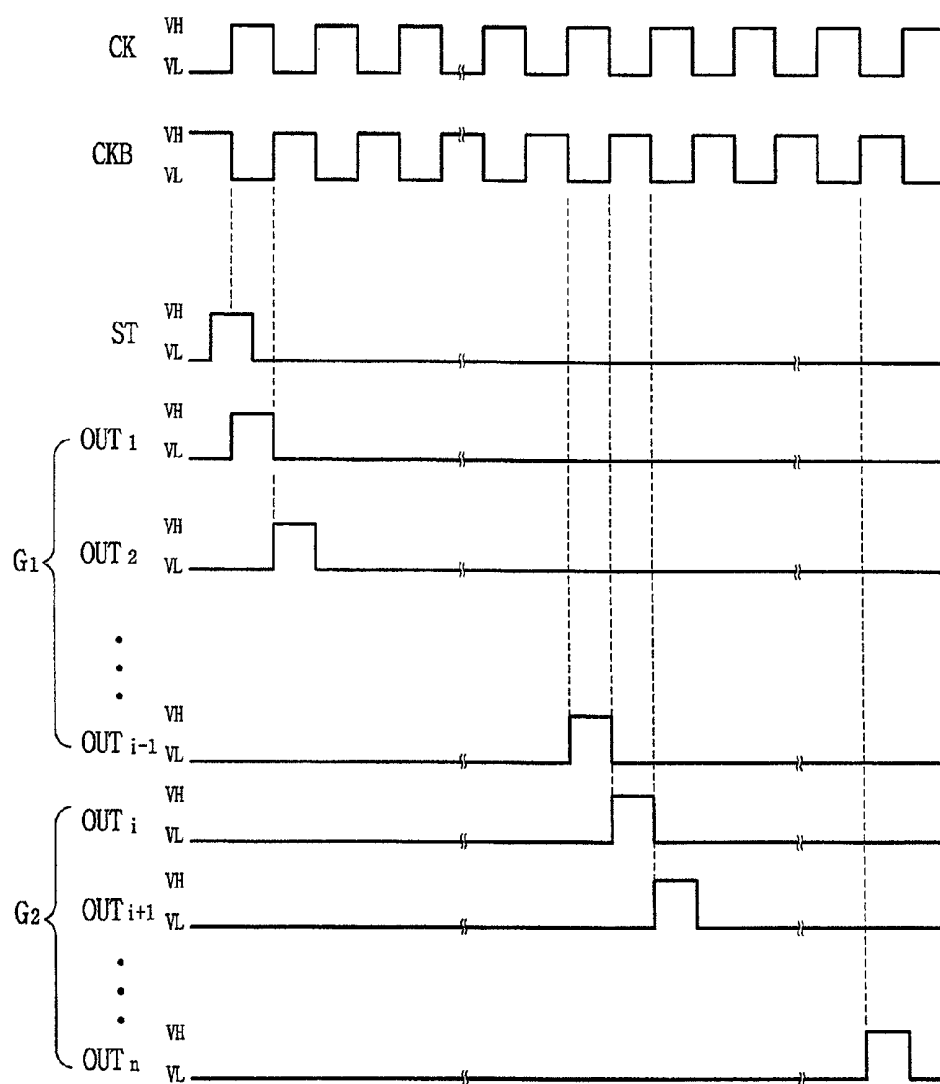 CK VH
VL
CKB VH
VL
ST VH
VL
G1
OUT 1 VH
VL
OUT 2 VH
VL
OUT i-1 VH
VL
G2
OUT i VH
VL
OUT i+1 VH
VL
OUT n VH
VL